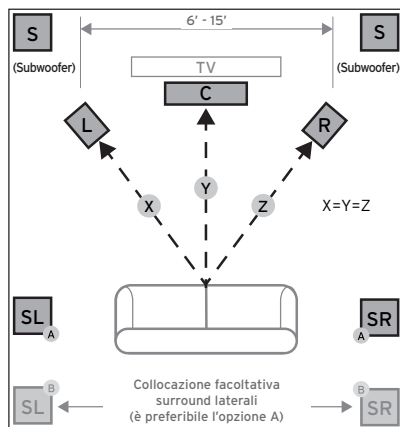 6' - 15'
S
S
(Subwoofer)
(Subwoofer)
TV
C
L
R
X
Y
Z
X=Y=Z
SL
A
SR
A
B
SL
Collocazione facoltativa
surround laterali
(è preferibile l'opzione A)
B
SR